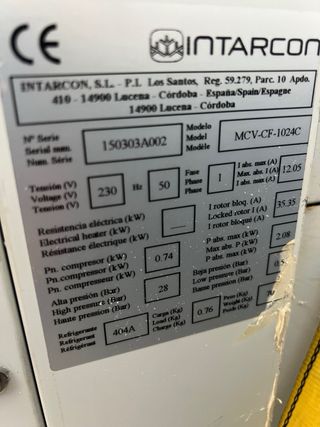 CE INTARCON
INTARCON, S.L. - P.I. Los Santos, Reg. 59.279, Parc. 10 Apdo.
410 - 14900 Lucena - Córdoba - España/Spain/Espagne
14900 Lucena - Córdoba
Nº Serie
Serial num.
Num. Série
150303A002
Modelo
Model
Modèle
MCV-CF-1024C
Tensión (V)
Voltage (V)
Tension (V)
230
Hz
50
Fase
Phase
Phase
1
I abs. max (A)
Max abs. I (A)
I abs. max (A)
12.05
Resistencia eléctrica (kW)
Electrical heater (kW)
Résistance électrique (kW)
I rotor bloq. (A)
Locked rotor I (A)
I rotor bloqué (A)
35.35
Pn. compresor (kW)
Pn. compressor (kW)
Pn. compresseur (kW)
0.74
P abs. max (kW)
Max abs. P (kW)
P abs. max (kW)
2.08
Alta presión (Bar)
High pressure (Bar)
Haute pression (Bar)
28
Baja presión (Bar)
Low pressure (Bar)
Basse pression (Bar)
Refrigerante
Refrigerant
Réfrigérant
404A
Carga (Kg)
Load (Kg)
Charge (Kg)
0.76
Peso (Kg)
Weight (Kg)
Poids (Kg)